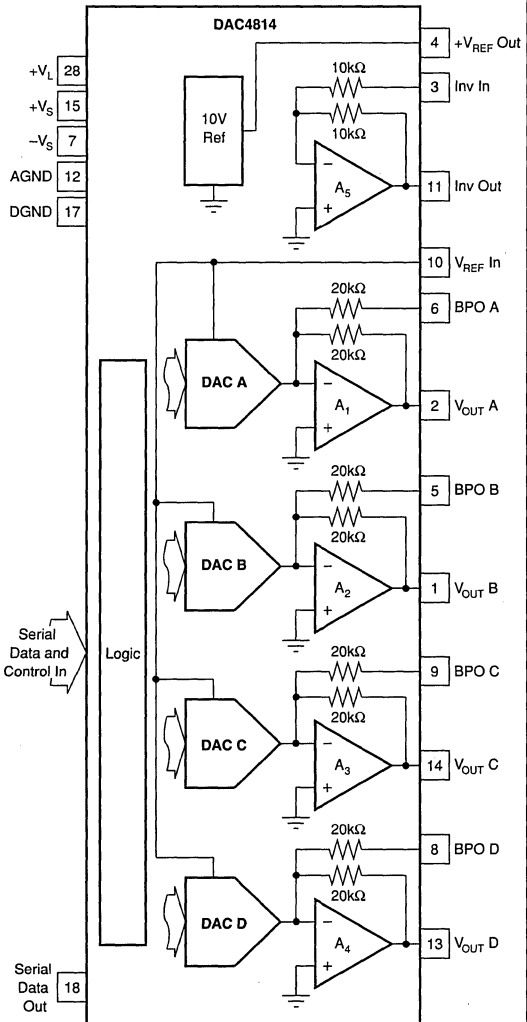 DAC4814
4 +VREF Out
10kΩ
3 Inv In
+VL 28
10V
Ref
10kΩ
+VS 15
–VS 7
–
A5
+
11 Inv Out
AGND 12
DGND 17
10 VREF In
20kΩ
6 BPO A
20kΩ
DAC A
–
A1
+
2 VOUT A
20kΩ
5 BPO B
20kΩ
DAC B
–
A2
+
1 VOUT B
Serial
Data and
Control In
Logic
20kΩ
9 BPO C
20kΩ
DAC C
–
A3
+
14 VOUT C
20kΩ
8 BPO D
20kΩ
DAC D
–
A4
+
13 VOUT D
Serial
Data
Out
18